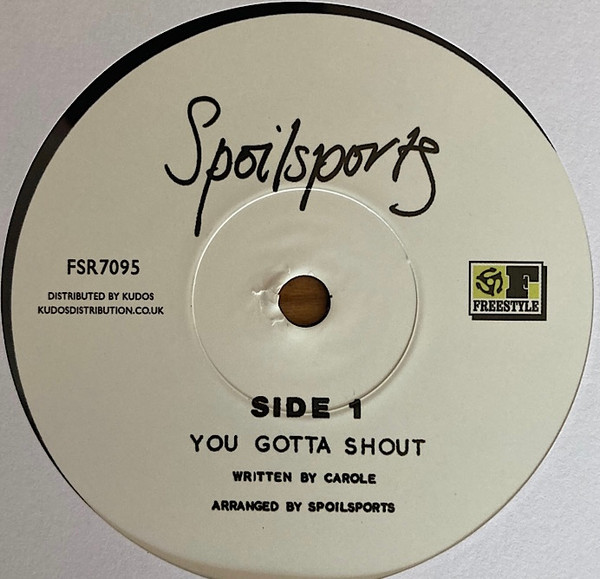 Spoilsports
FSR7095
DISTRIBUTED BY KUDOS
KUDOSDISTRIBUTION.CO.UK
F
FREESTYLE
SIDE 1
YOU GOTTA SHOUT
WRITTEN BY CAROLE
ARRANGED BY SPOILSPORTS